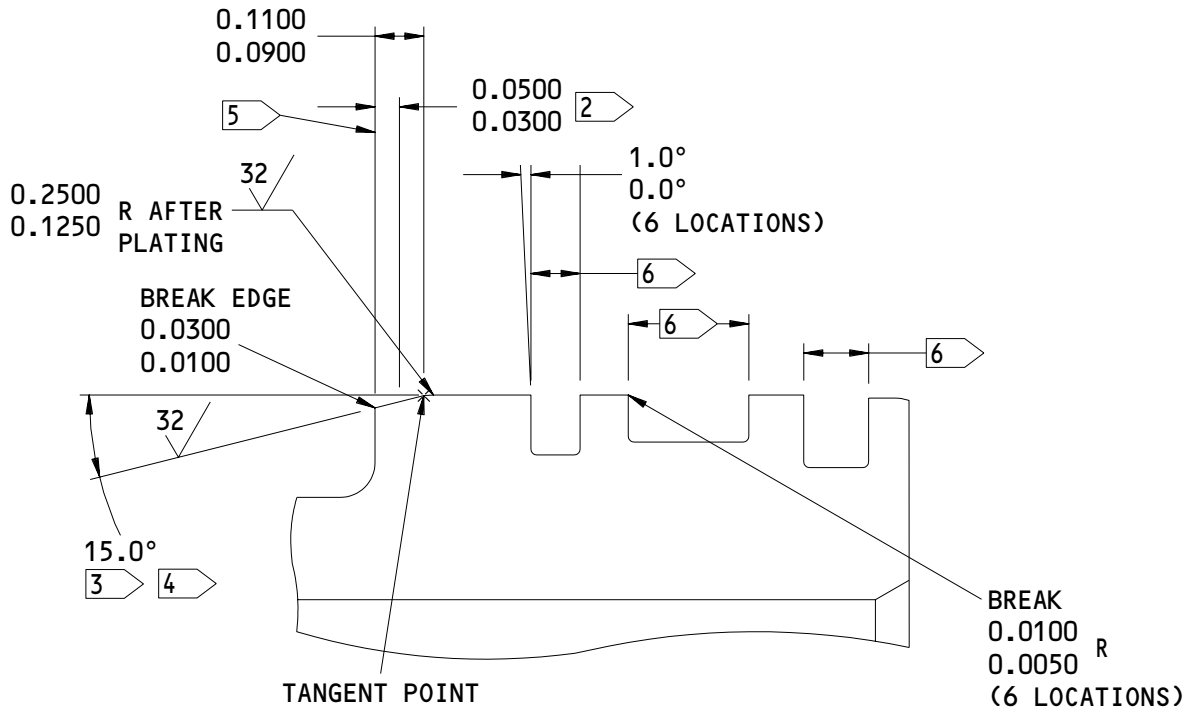 0.1100
0.0900
0.0500
0.0300
2
5
1.0°
0.0°
(6 LOCATIONS)
32
0.2500
0.1250
R AFTER
PLATING
6
BREAK EDGE
0.0300
0.0100
6
6
32
15.0°
3
4
BREAK
0.0100
0.0050
R
(6 LOCATIONS)
TANGENT POINT